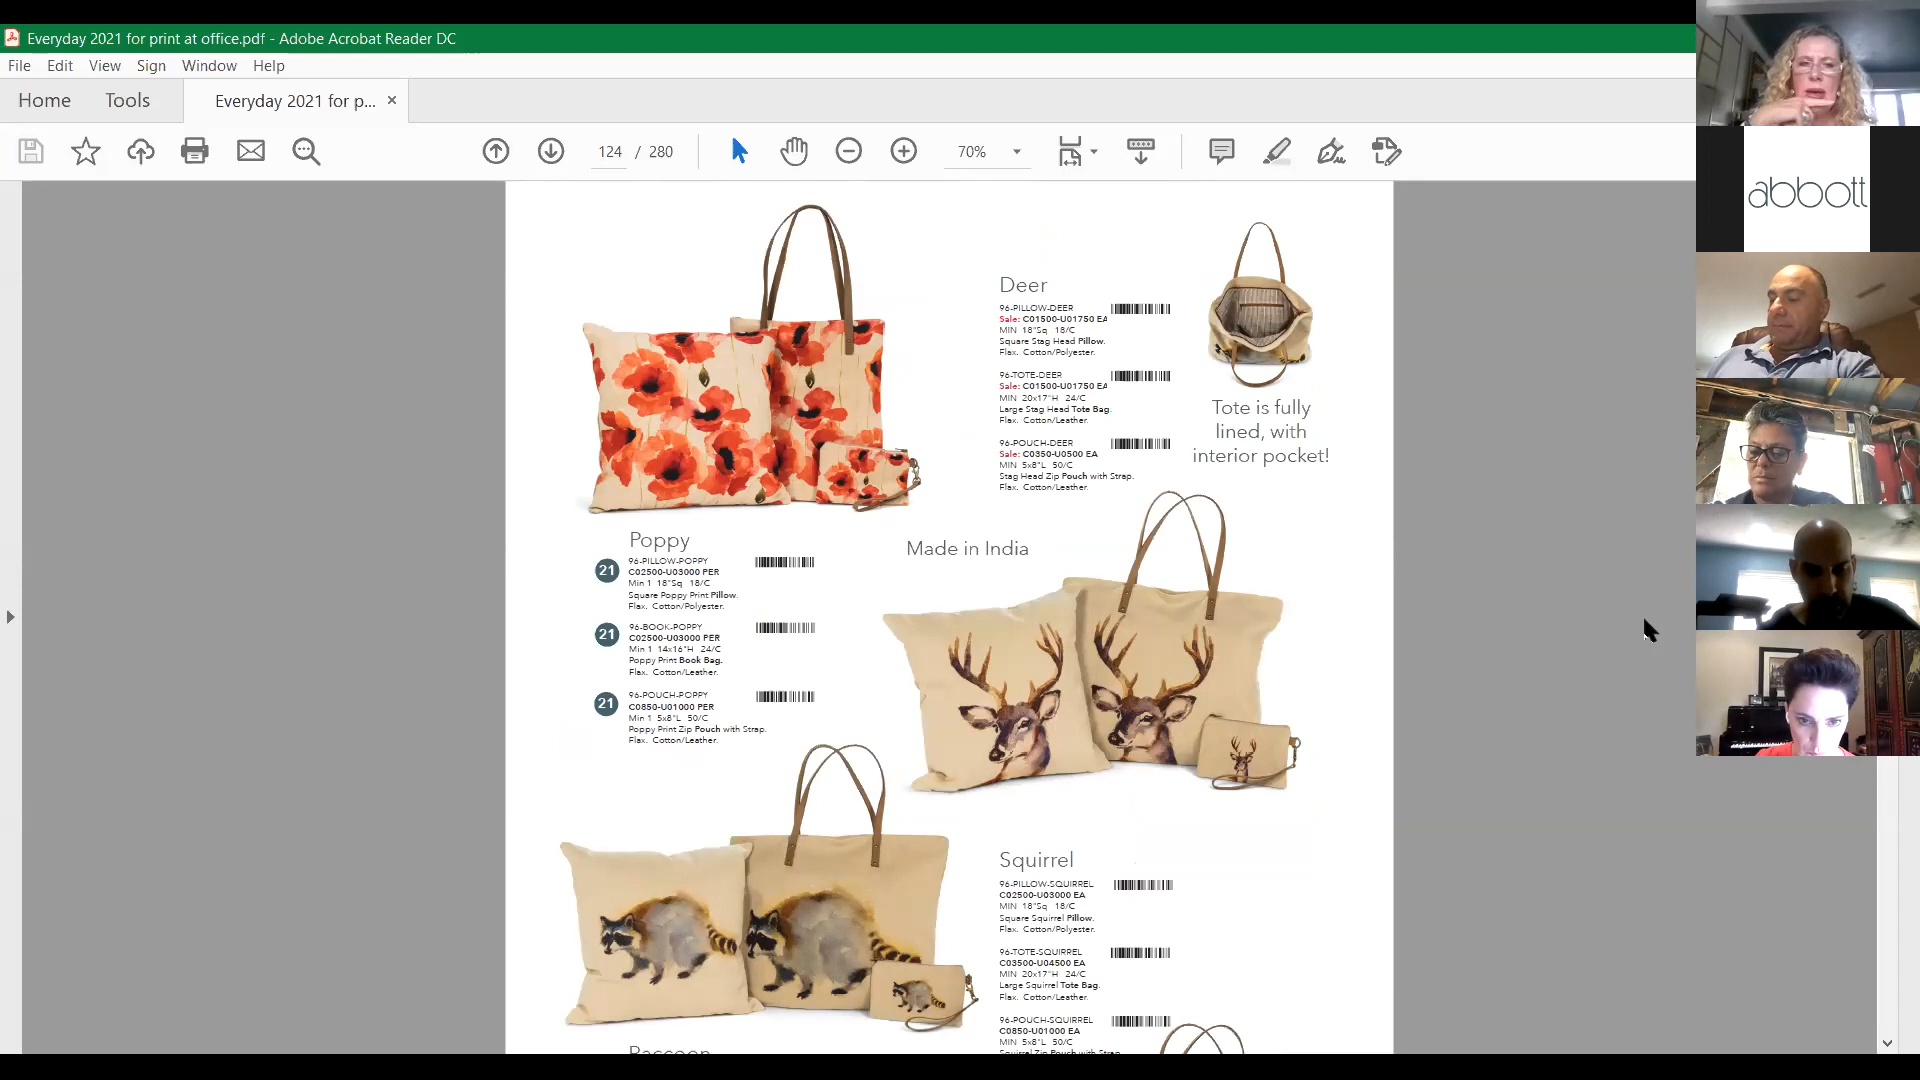 Everyday 2021 for print at office.pdf - Adobe Acrobat Reader DC
File Edit View Sign Window Help
Home Tools Everyday 2021 for p... ×
124 / 280 70%
abbott
Deer
96-PILLOW-DEER
Sale: C01500-U01750 EA
MIN 18"Sq 18/C
Square Stag Head Pillow.
Flax. Cotton/Polyester.
96-TOTE-DEER
Sale: C01500-U01750 EA
MIN 20x17"H 24/C
Large Stag Head Tote Bag.
Flax. Cotton/Leather.
96-POUCH-DEER
Sale: C0350-U0500 EA
MIN 5x8"L 50/C
Stag Head Zip Pouch with Strap.
Flax. Cotton/Leather.
Tote is fully
lined, with
interior pocket!
Poppy
21
96-PILLOW-POPPY
C02500-U03000 PER
Min 1 18"Sq 18/C
Square Poppy Print Pillow.
Flax. Cotton/Polyester.
21
96-BOOK-POPPY
C02500-U03000 PER
Min 1 14x16"H 24/C
Poppy Print Book Bag.
Flax. Cotton/Leather.
21
96-POUCH-POPPY
C0850-U01000 PER
Min 1 5x8"L 50/C
Poppy Print Zip Pouch with Strap.
Flax. Cotton/Leather.
Made in India
Squirrel
96-PILLOW-SQUIRREL
C02500-U03000 EA
MIN 18"Sq 18/C
Square Squirrel Pillow.
Flax. Cotton/Polyester.
96-TOTE-SQUIRREL
C03500-U04500 EA
MIN 20x17"H 24/C
Large Squirrel Tote Bag.
Flax. Cotton/Leather.
96-POUCH-SQUIRREL
C0850-U01000 EA
MIN 5x8"L 50/C
Squirrel Zip Pouch with Strap
Raccoon